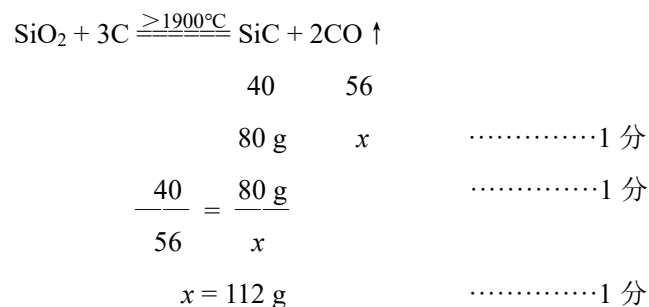 SiO₂ + 3C >1900℃ ====== SiC + 2CO↑
40 56
80 g x ··············1 分
40 = 80 g ··············1 分
56 x
x = 112 g ··············1 分